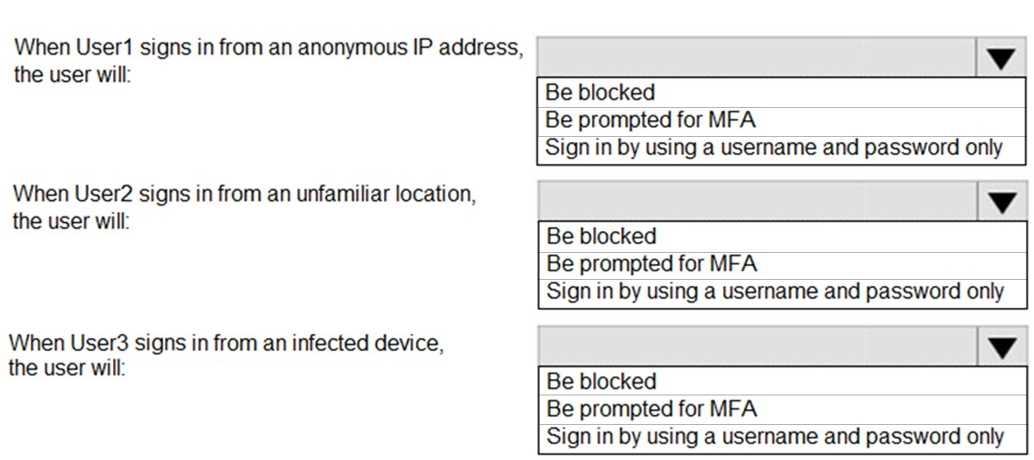 When User1 signs in from an anonymous IP address,
the user will:
Be blocked
Be prompted for MFA
Sign in by using a username and password only
When User2 signs in from an unfamiliar location,
the user will:
Be blocked
Be prompted for MFA
Sign in by using a username and password only
When User3 signs in from an infected device,
the user will:
Be blocked
Be prompted for MFA
Sign in by using a username and password only